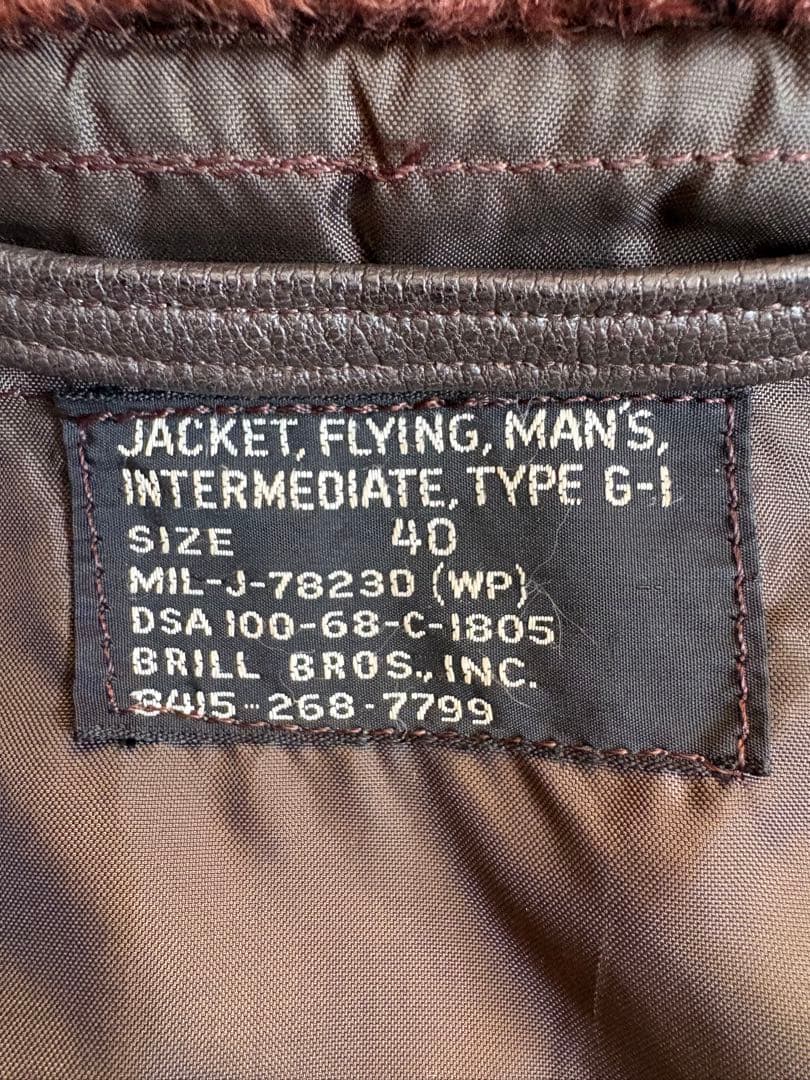 JACKET, FLYING, MAN'S,
INTERMEDIATE, TYPE G-1
SIZE 40
MIL-J-7823D (WP)
DSA 100-68-C-1805
BRILL BROS., INC.
8415-268-7799